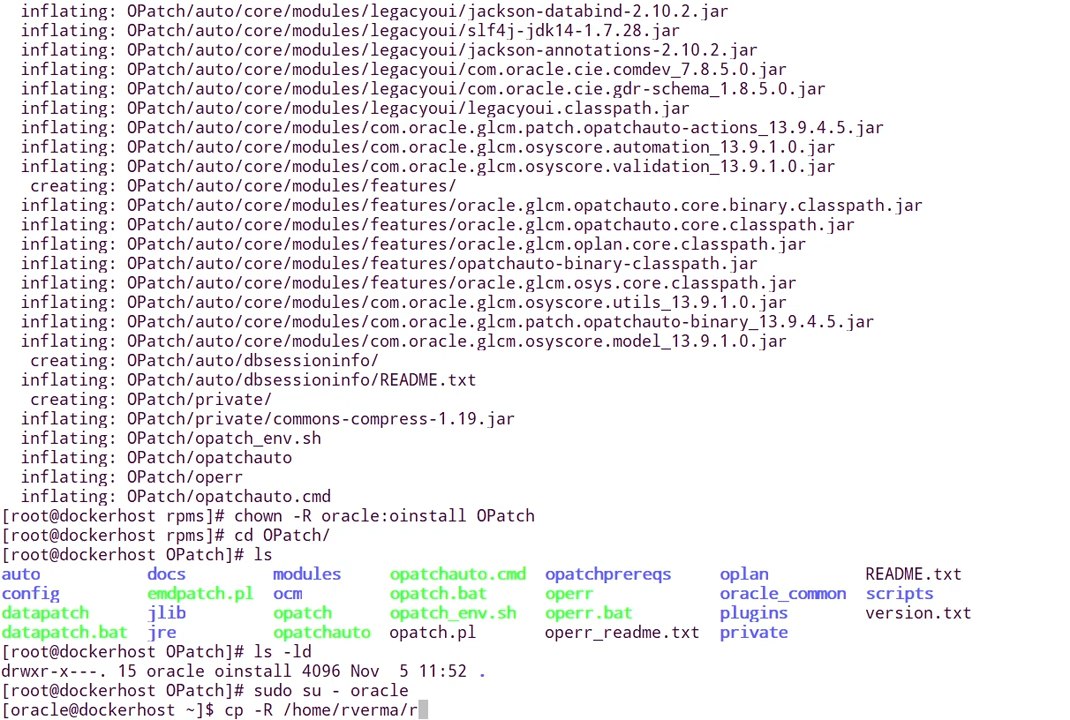 inflating: OPatch/auto/core/modules/legacyoui/jackson-databind-2.10.2.jar
inflating: OPatch/auto/core/modules/legacyoui/slf4j-jdk14-1.7.28.jar
inflating: OPatch/auto/core/modules/legacyoui/jackson-annotations-2.10.2.jar
inflating: OPatch/auto/core/modules/legacyoui/com.oracle.cie.comdev_7.8.5.0.jar
inflating: OPatch/auto/core/modules/legacyoui/com.oracle.cie.gdr-schema_1.8.5.0.jar
inflating: OPatch/auto/core/modules/legacyoui/legacyoui.classpath.jar
inflating: OPatch/auto/core/modules/com.oracle.glcm.patch.opatchauto-actions_13.9.4.5.jar
inflating: OPatch/auto/core/modules/com.oracle.glcm.osyscore.automation_13.9.1.0.jar
inflating: OPatch/auto/core/modules/com.oracle.glcm.osyscore.validation_13.9.1.0.jar
creating: OPatch/auto/core/modules/features/
inflating: OPatch/auto/core/modules/features/oracle.glcm.opatchauto.core.binary.classpath.jar
inflating: OPatch/auto/core/modules/features/oracle.glcm.opatchauto.core.classpath.jar
inflating: OPatch/auto/core/modules/features/oracle.glcm.oplan.core.classpath.jar
inflating: OPatch/auto/core/modules/features/opatchauto-binary-classpath.jar
inflating: OPatch/auto/core/modules/features/oracle.glcm.osys.core.classpath.jar
inflating: OPatch/auto/core/modules/com.oracle.glcm.osyscore.utils_13.9.1.0.jar
inflating: OPatch/auto/core/modules/com.oracle.glcm.patch.opatchauto-binary_13.9.4.5.jar
inflating: OPatch/auto/core/modules/com.oracle.glcm.osyscore.model_13.9.1.0.jar
creating: OPatch/auto/dbsessioninfo/
inflating: OPatch/auto/dbsessioninfo/README.txt
creating: OPatch/private/
inflating: OPatch/private/commons-compress-1.19.jar
inflating: OPatch/opatch_env.sh
inflating: OPatch/opatchauto
inflating: OPatch/operr
inflating: OPatch/opatchauto.cmd
[root@dockerhost rpms]# chown -R oracle:oinstall OPatch
[root@dockerhost rpms]# cd OPatch/
[root@dockerhost OPatch]# ls
auto docs modules opatchauto.cmd opatchprereqs oplan README.txt
config emdpatch.pl ocm opatch.bat operr oracle_common scripts
datapatch jlib opatch opatch_env.sh operr.bat plugins version.txt
datapatch.bat jre opatchauto opatch.pl operr_readme.txt private
[root@dockerhost OPatch]# ls -ld
drwxr-x---. 15 oracle oinstall 4096 Nov  5 11:52 .
[root@dockerhost OPatch]# sudo su - oracle
[oracle@dockerhost ~]$ cp -R /home/rverma/r